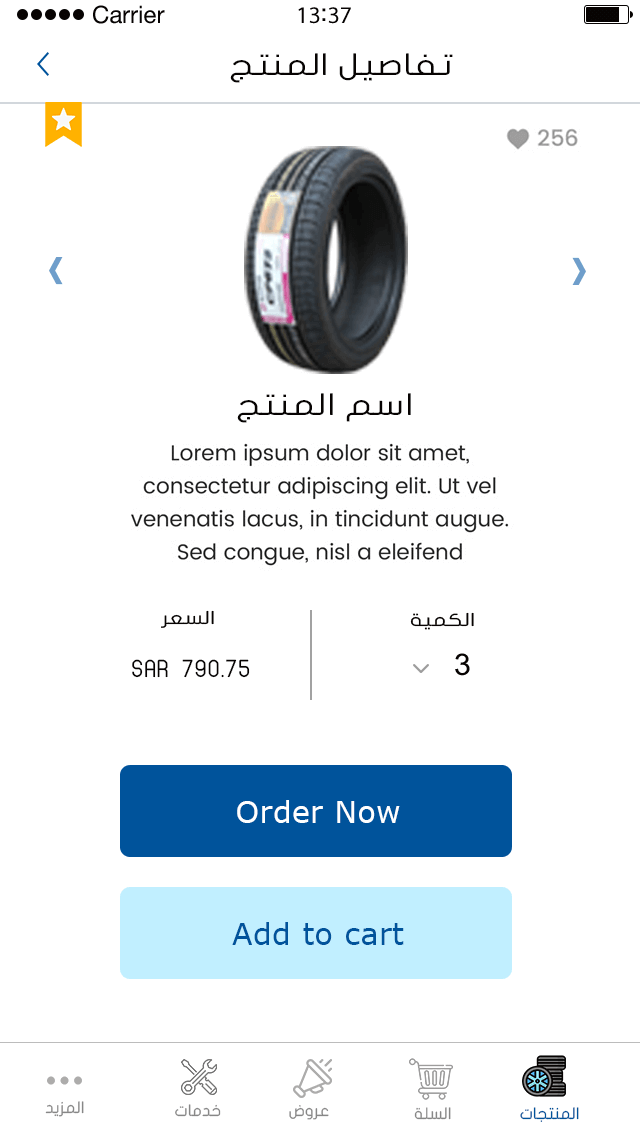 Carrier
13:37
تفاصيل المنتج
256
اسم المنتج
Lorem ipsum dolor sit amet,
consectetur adipiscing elit. Ut vel
venenatis lacus, in tincidunt augue.
Sed congue, nisl a eleifend
الكمية
3
السعر
SAR 790.75
Order Now
Add to cart
المنتجات
السلة
عروض
خدمات
المزيد